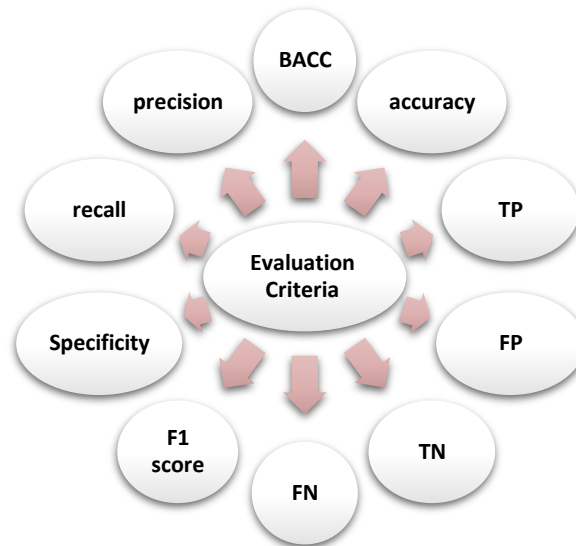 BACC
precision
accuracy
recall
TP
Evaluation
Criteria
Specificity
FP
F1
score
TN
FN